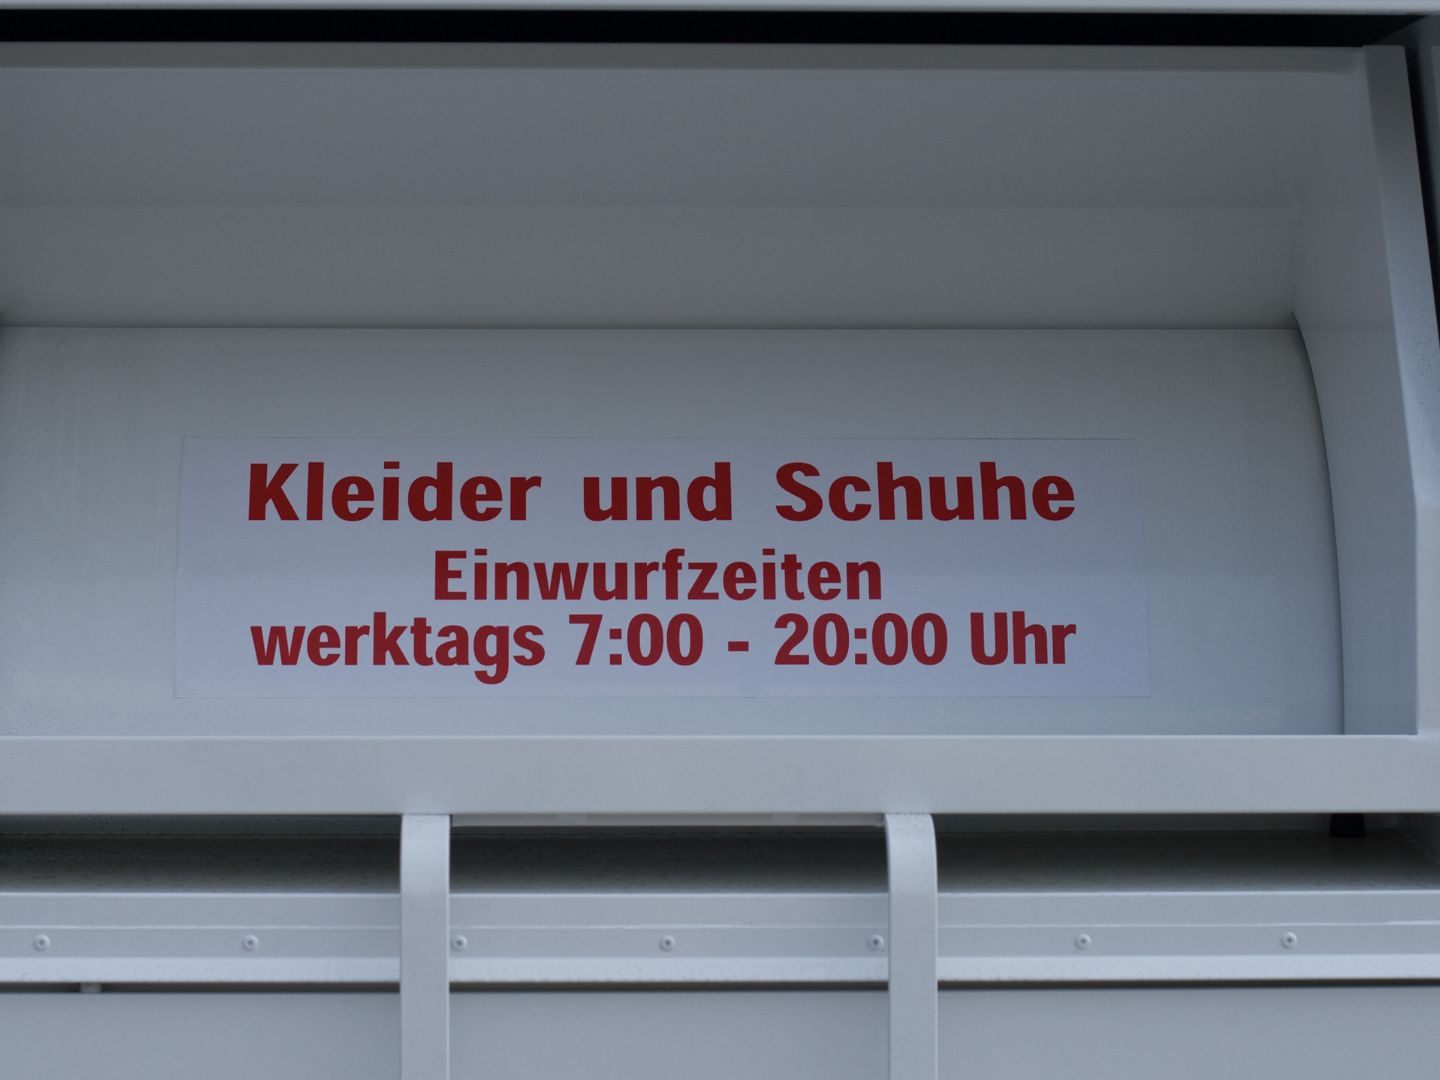 Kleider und Schuhe
Einwurfzeiten
werktags 7:00 - 20:00 Uhr